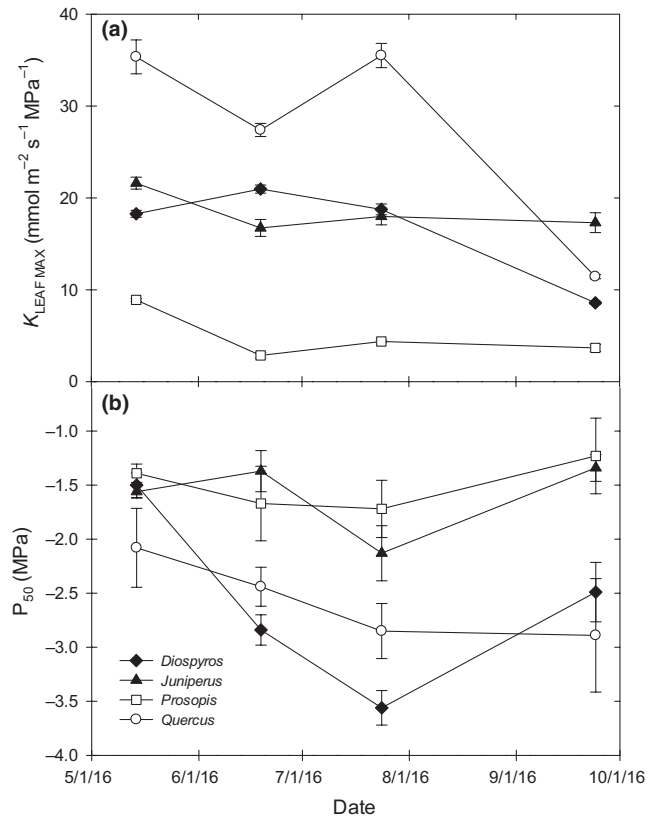 (a)
40
30
20
10
0
K LEAF MAX (mmol m⁻² s⁻¹ MPa⁻¹)
(b)
–1.0
–1.5
–2.0
–2.5
–3.0
–3.5
–4.0
P50 (MPa)
Diospyros
Juniperus
Prosopis
Quercus
5/1/16 6/1/16 7/1/16 8/1/16 9/1/16 10/1/16
Date